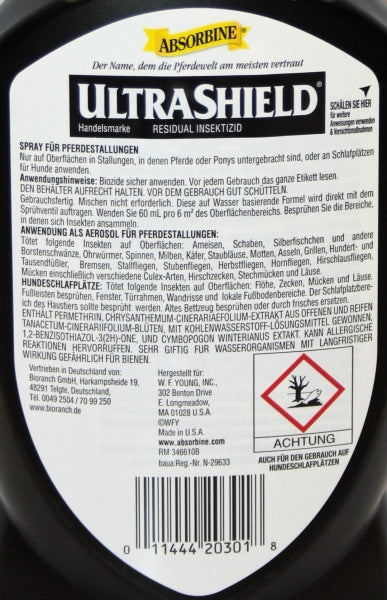 ABSORBINE®
Der Name, dem die Pferdewelt am meisten vertraut
ULTRASHIELD®
Handelsmarke RESIDUAL INSEKTIZID
SCHÄLEN SIE HIER
für weitere
Anweisungen verwenden
& Vorsichtsmaßnahmen
SPRAY FÜR PFERDESTALLUNGEN
Nur auf Oberflächen in Stallungen, in denen Pferde oder Ponys untergebracht sind, oder an Schlafplätzen
für Hunde anwenden.
Anwendungshinweise: Biozide sicher anwenden. Vor jedem Gebrauch das ganze Etikett lesen.
DEN BEHÄLTER AUFRECHT HALTEN. VOR DEM GEBRAUCH GUT SCHÜTTELN.
Gebrauchsfertig. Mischen nicht erforderlich. Diese auf Wasser basierende Formel wird direkt mit dem
Sprühventil auftragen. Wenden Sie 60 mL pro 6 m² des Oberflächenbereichs. Besprühen Sie die Bereiche,
in denen sich Insekten ansammeln.
ANWENDUNG ALS AEROSOL FÜR PFERDESTALLUNGEN:
Tötet folgende Insekten auf Oberflächen: Ameisen, Schaben, Silberfischchen und andere
Borstenschwänze, Ohrwürmer, Spinnen, Milben, Käfer, Staubläuse, Motten, Asseln, Grillen, Hundert- und
Tausendfüßler, Bremsen, Stallfliegen, Stubenfliegen, Herbstfliegen, Hornfliegen, Hirschlausfliegen,
Mücken einschließlich verschiedene Culex-Arten, Hirschzecken, Stechmücken und Läuse.
HUNDESCHLAFPLÄTZE: Tötet folgende Insekten auf Oberflächen: Flöhe, Zecken, Mücken und Läuse.
Fußleisten besprühen, Fenster, Türrahmen, Wandrisse und lokale Fußbodenbereiche. Der Schlafplatzbere-
ich des Haustiers sollte besprüht werden. Altes Bettzeug besprühen oder durch frisches ersetzen.
ENTHÄLT PERMETHRIN, CHRYSANTHEMUM-CINERARIAEFOLIUM-EXTRAKT AUS OFFENEN UND REIFEN
TANACETUM-CINERARIIFOLIUM-BLÜTEN, MIT KOHLENWASSERSTOFF-LÖSUNGSMITTEL GEWONNEN,
1,2-BENZISOTHIAZOL-3(2H)-ONE, UND CYMBOPOGON WINTERIANUS EXTAKT. KANN ALLERGISCHE
REAKTIONEN HERVORRUFFEN. SEHR GIFTIG FUR WASSERORGANISMEN MIT LANGFRISTIGER
WIRKUNG GEFÄHRLICH FÜR BIENEN.
Vertrieben in Deutschland von:
Bioranch GmbH, Harkampsheide 19,
48291 Telgte, Deutschland,
Tel. 0049 2504 / 70 99 250
www.bioranch.de
Hergestellt für:
W. F. YOUNG, INC.,
302 Benton Drive
E. Longmeadow,
MA 01028 U.S.A.
©WFY
Made in U.S.A.
www.absorbine.com
RM 346610B
baua:Reg.-Nr. N-29633
ACHTUNG
AUCH FÜR DEN GEBRAUCH AUF
HUNDESCHLAFPLÄTZEN
0 11444 20301 8